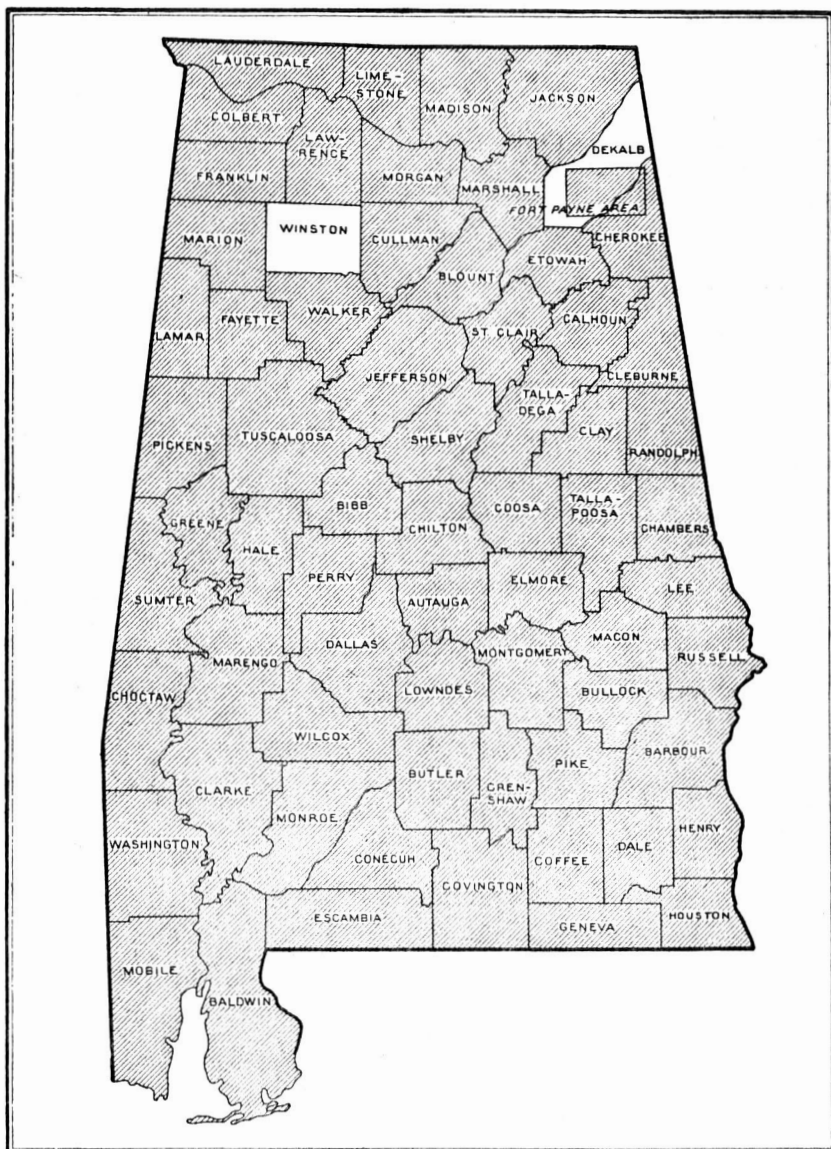 LAUDERDALE
LIME-
STONE
MADISON
JACKSON
COLBERT
LAW-
RENCE
DEKALB
FRANKLIN
MORGAN
MARSHALL
FORT PAYNE AREA
MARION
WINSTON
CULLMAN
CHEROKEE
ETOWAH
BLOUNT
LAMAR
FAYETTE
WALKER
ST. CLAIR
CALHOUN
JEFFERSON
CLEBURNE
TALLA-
DEGA
PICKENS
TUSCALOOSA
SHELBY
CLAY
RANDOLPH
BIBB
COOSA
TALLA-
POOSA
GREENE
HALE
CHILTON
CHAMBERS
PERRY
ELMORE
LEE
SUMTER
AUTAUGA
MACON
DALLAS
MONTGOMERY
RUSSELL
MARENGO
CHOCTAW
LOWNDES
BULLOCK
WILCOX
BARBOUR
BUTLER
PIKE
CLARKE
CREN-
SHAW
MONROE
HENRY
WASHINGTON
CONECUH
COFFEE
DALE
COVINGTON
ESCAMBIA
GENEVA
HOUSTON
MOBILE
BALDWIN